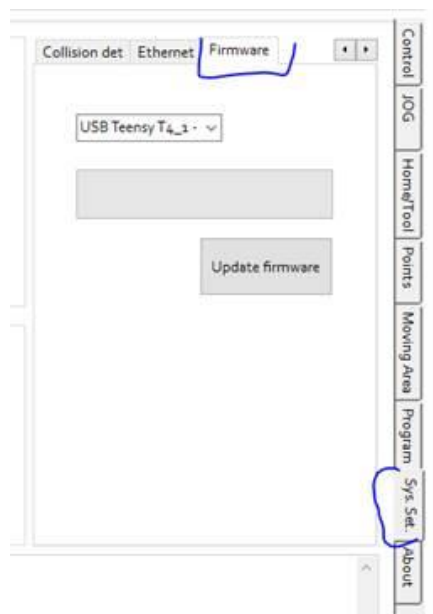 Collision det Ethernet Firmware
USB Teensy T4_1 -
Update firmware
Control
JOG
Home/Tool
Points
Moving Area
Program
Sys. Set.
About